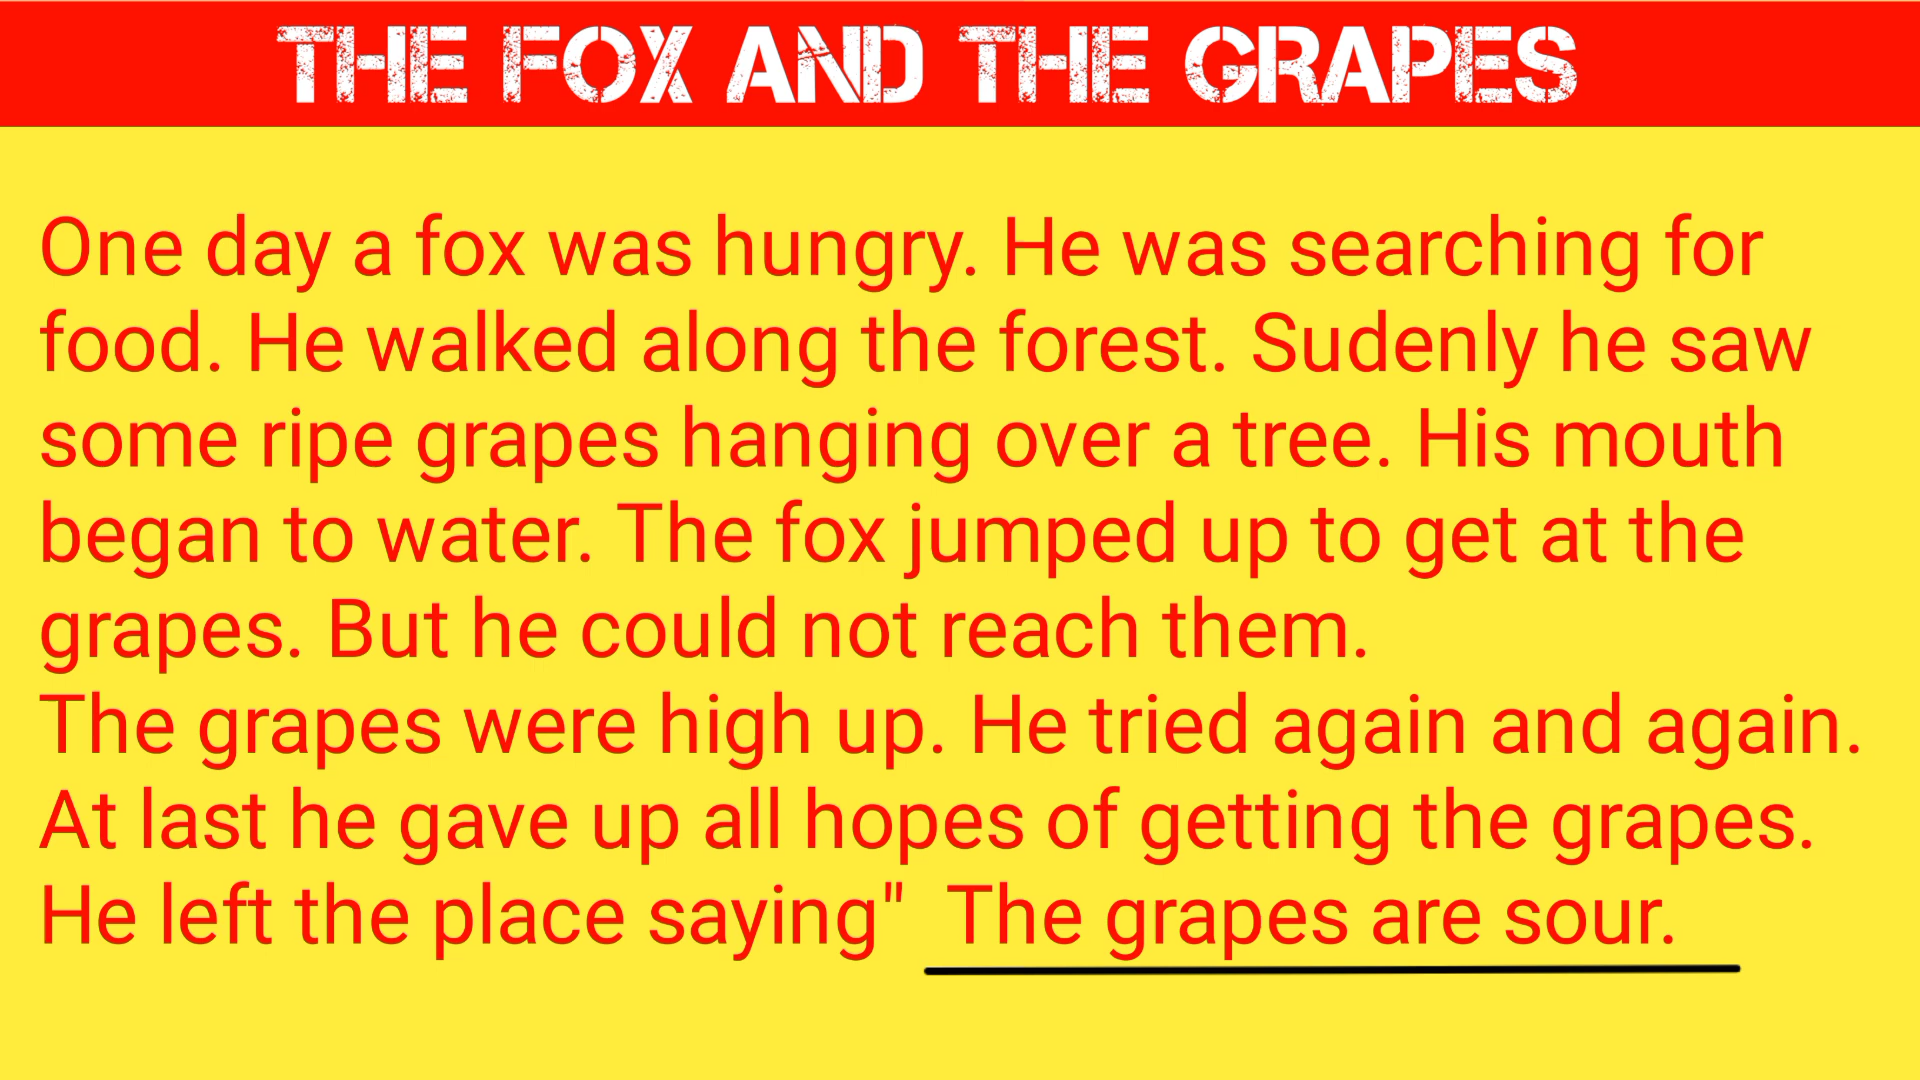 THE FOX AND THE GRAPES
One day a fox was hungry. He was searching for
food. He walked along the forest. Sudenly he saw
some ripe grapes hanging over a tree. His mouth
began to water. The fox jumped up to get at the
grapes. But he could not reach them.
The grapes were high up. He tried again and again.
At last he gave up all hopes of getting the grapes.
He left the place saying"  The grapes are sour.